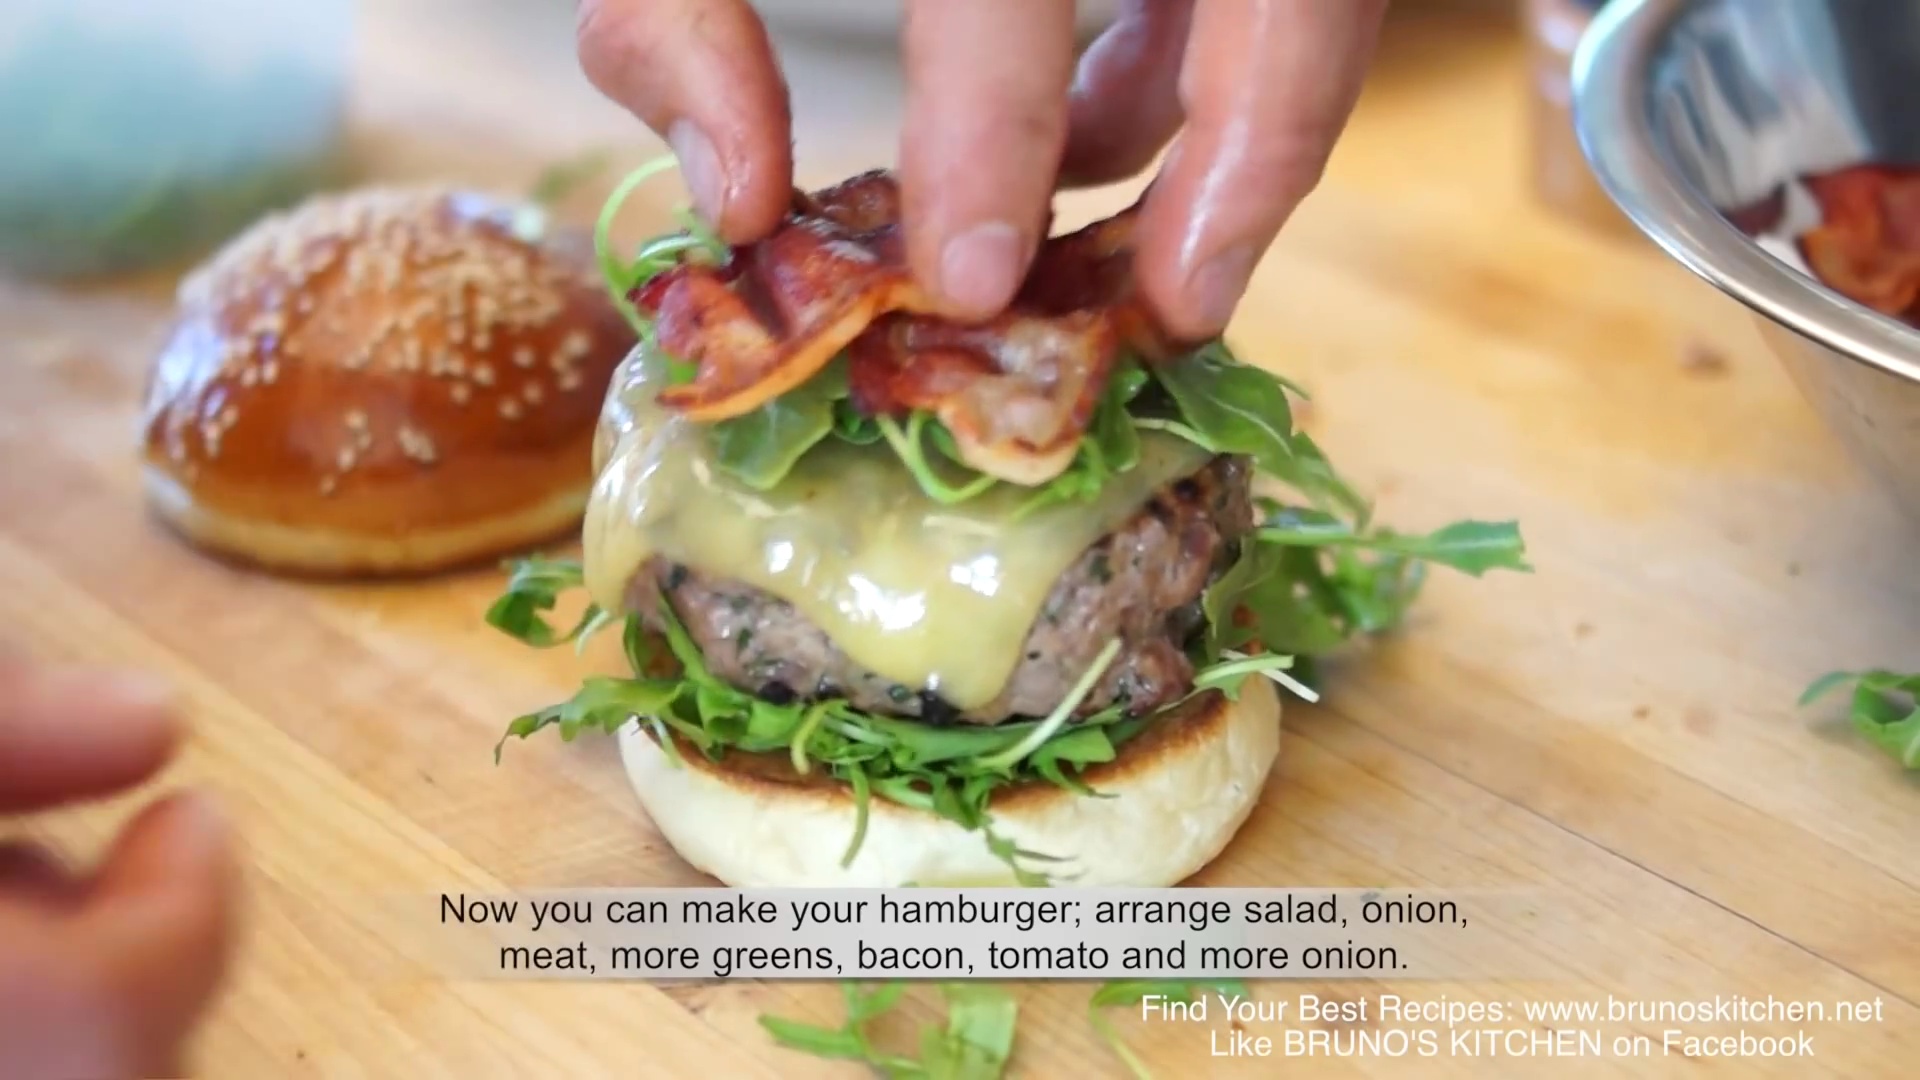 Now you can make your hamburger; arrange salad, onion,
meat, more greens, bacon, tomato and more onion.
Find Your Best Recipes: www.brunoskitchen.net
Like BRUNO'S KITCHEN on Facebook